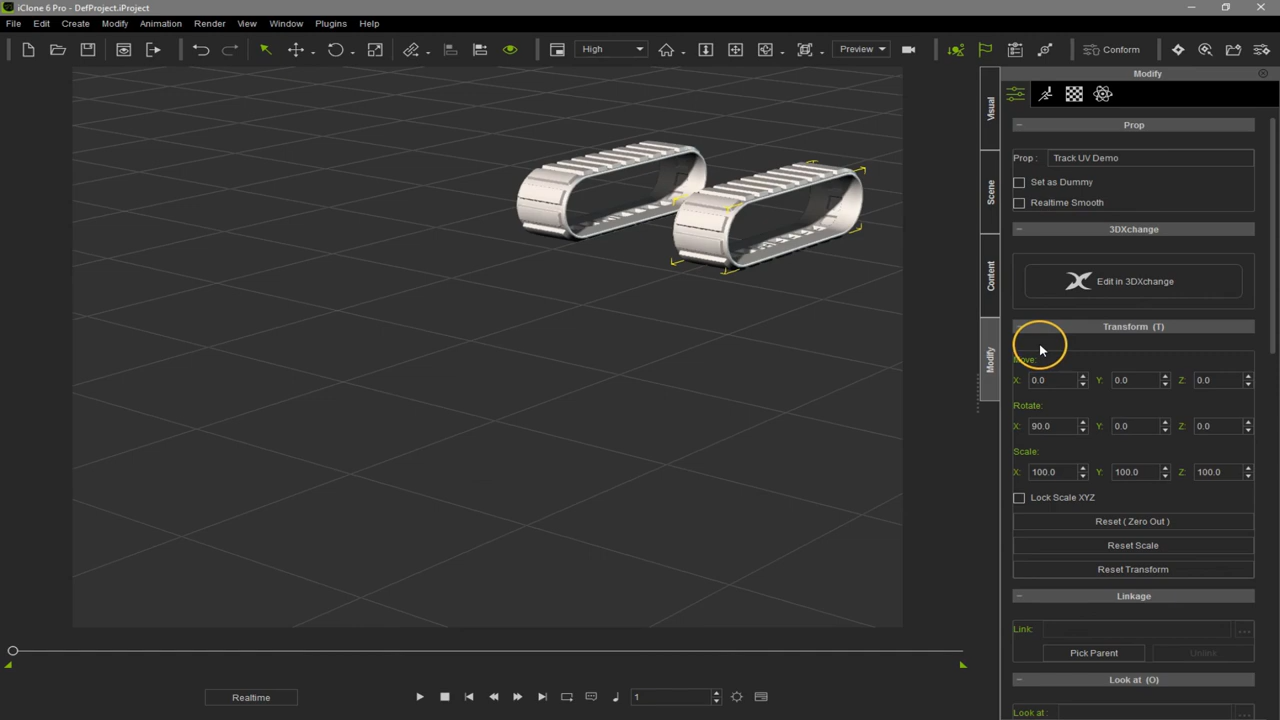 iClone 6 Pro - DefProject.iProject
File Edit Create Modify Animation Render View Window Plugins Help
High Preview Conform
Modify
Visual
Scene
Content
Modify
Prop
Prop : Track UV Demo
Set as Dummy
Realtime Smooth
3DXchange
Edit in 3DXchange
Transform (T)
Move:
X: 0.0 Y: 0.0 Z: 0.0
Rotate:
X: 90.0 Y: 0.0 Z: 0.0
Scale:
X: 100.0 Y: 100.0 Z: 100.0
Lock Scale XYZ
Reset ( Zero Out )
Reset Scale
Reset Transform
Linkage
Link: ...
Pick Parent Unlink
Look at (O)
Look at : ...
Realtime 1